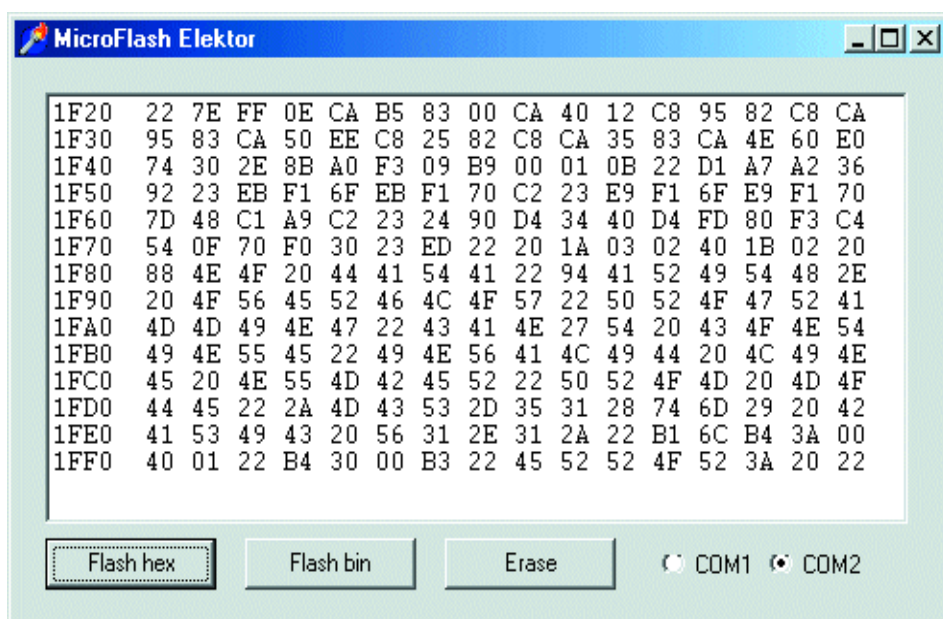 MicroFlash Elektor
1F20 22 7E FF 0E CA B5 83 00 CA 40 12 C8 95 82 C8 CA
1F30 95 83 CA 50 EE C8 25 82 C8 CA 35 83 CA 4E 60 E0
1F40 74 30 2E 8B A0 F3 09 B9 00 01 0B 22 D1 A7 A2 36
1F50 92 23 EB F1 6F EB F1 70 C2 23 E9 F1 6F E9 F1 70
1F60 7D 48 C1 A9 C2 23 24 90 D4 34 40 D4 FD 80 F3 C4
1F70 54 0F 70 F0 30 23 ED 22 20 1A 03 02 40 1B 02 20
1F80 88 4E 4F 20 44 41 54 41 22 94 41 52 49 54 48 2E
1F90 20 4F 56 45 52 46 4C 4F 57 22 50 52 4F 47 52 41
1FA0 4D 4D 49 4E 47 22 43 41 4E 27 54 20 43 4F 4E 54
1FB0 49 4E 55 45 22 49 4E 56 41 4C 49 44 20 4C 49 4E
1FC0 45 20 4E 55 4D 42 45 52 22 50 52 4F 4D 20 4D 4F
1FD0 44 45 22 2A 4D 43 53 2D 35 31 28 74 6D 29 20 42
1FE0 41 53 49 43 20 56 31 2E 31 2A 22 B1 6C B4 3A 00
1FF0 40 01 22 B4 30 00 B3 22 45 52 52 4F 52 3A 20 22
Flash hex Flash bin Erase COM1 COM2